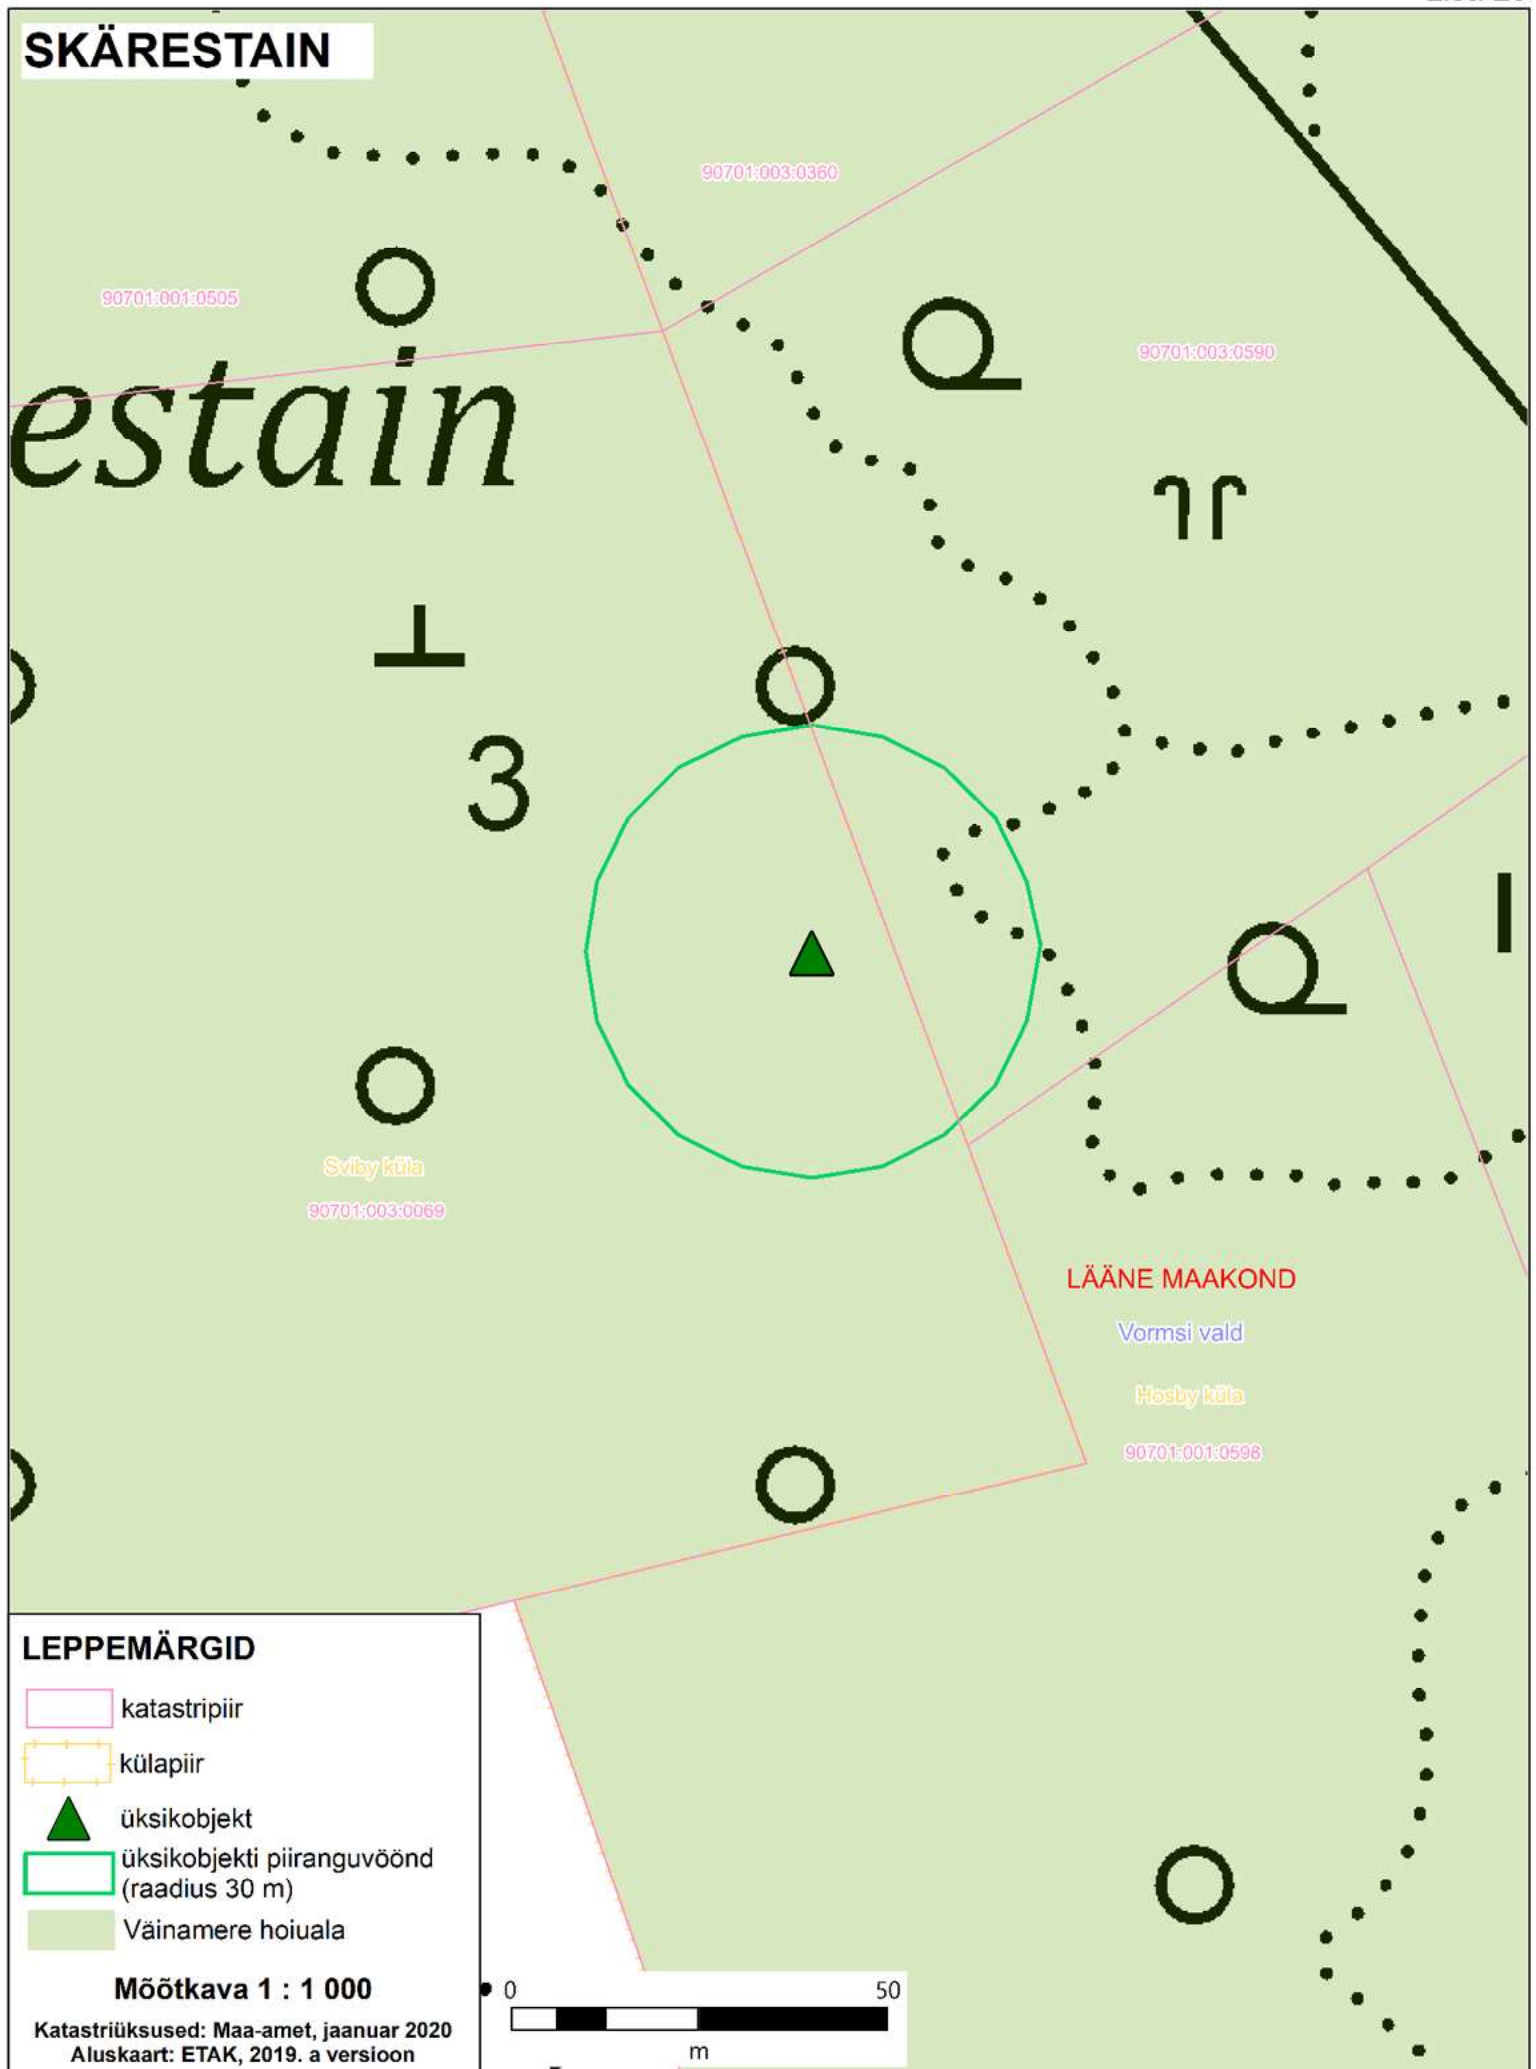 SKÄRESTAIN
90701:003:0360
90701:001:0505
90701:003:0590
estain
3
Sviby küla
90701:003:0069
LÄÄNE MAAKOND
Vormsi vald
Hosby küla
90701:001:0598
LEPPEMÄRGID
katastripiir
külapiir
üksikobjekt
üksikobjekti piiranguvöönd
(raadius 30 m)
Väinamere hoiuala
Mõõtkava 1 : 1 000
Katastriüksused: Maa-amet, jaanuar 2020
Aluskaart: ETAK, 2019. a versioon
0 50
m